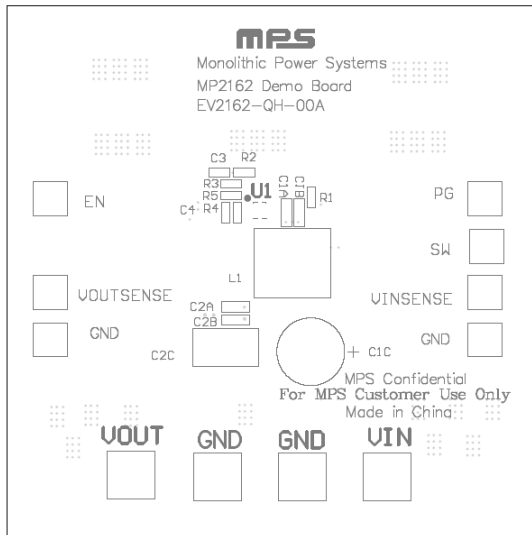 MPS
Monolithic Power Systems
MP2162 Demo Board
EV2162-QH-00A
C3 R2
R3
R5
U1
C4 R4
C1A
C1B
R1
EN
PG
SW
L1
VOUTSENSE
VINSENSE
C2A
C2B
GND
GND
C2C
C1C
MPS Confidential
For MPS Customer Use Only
Made in China
VOUT GND GND VIN